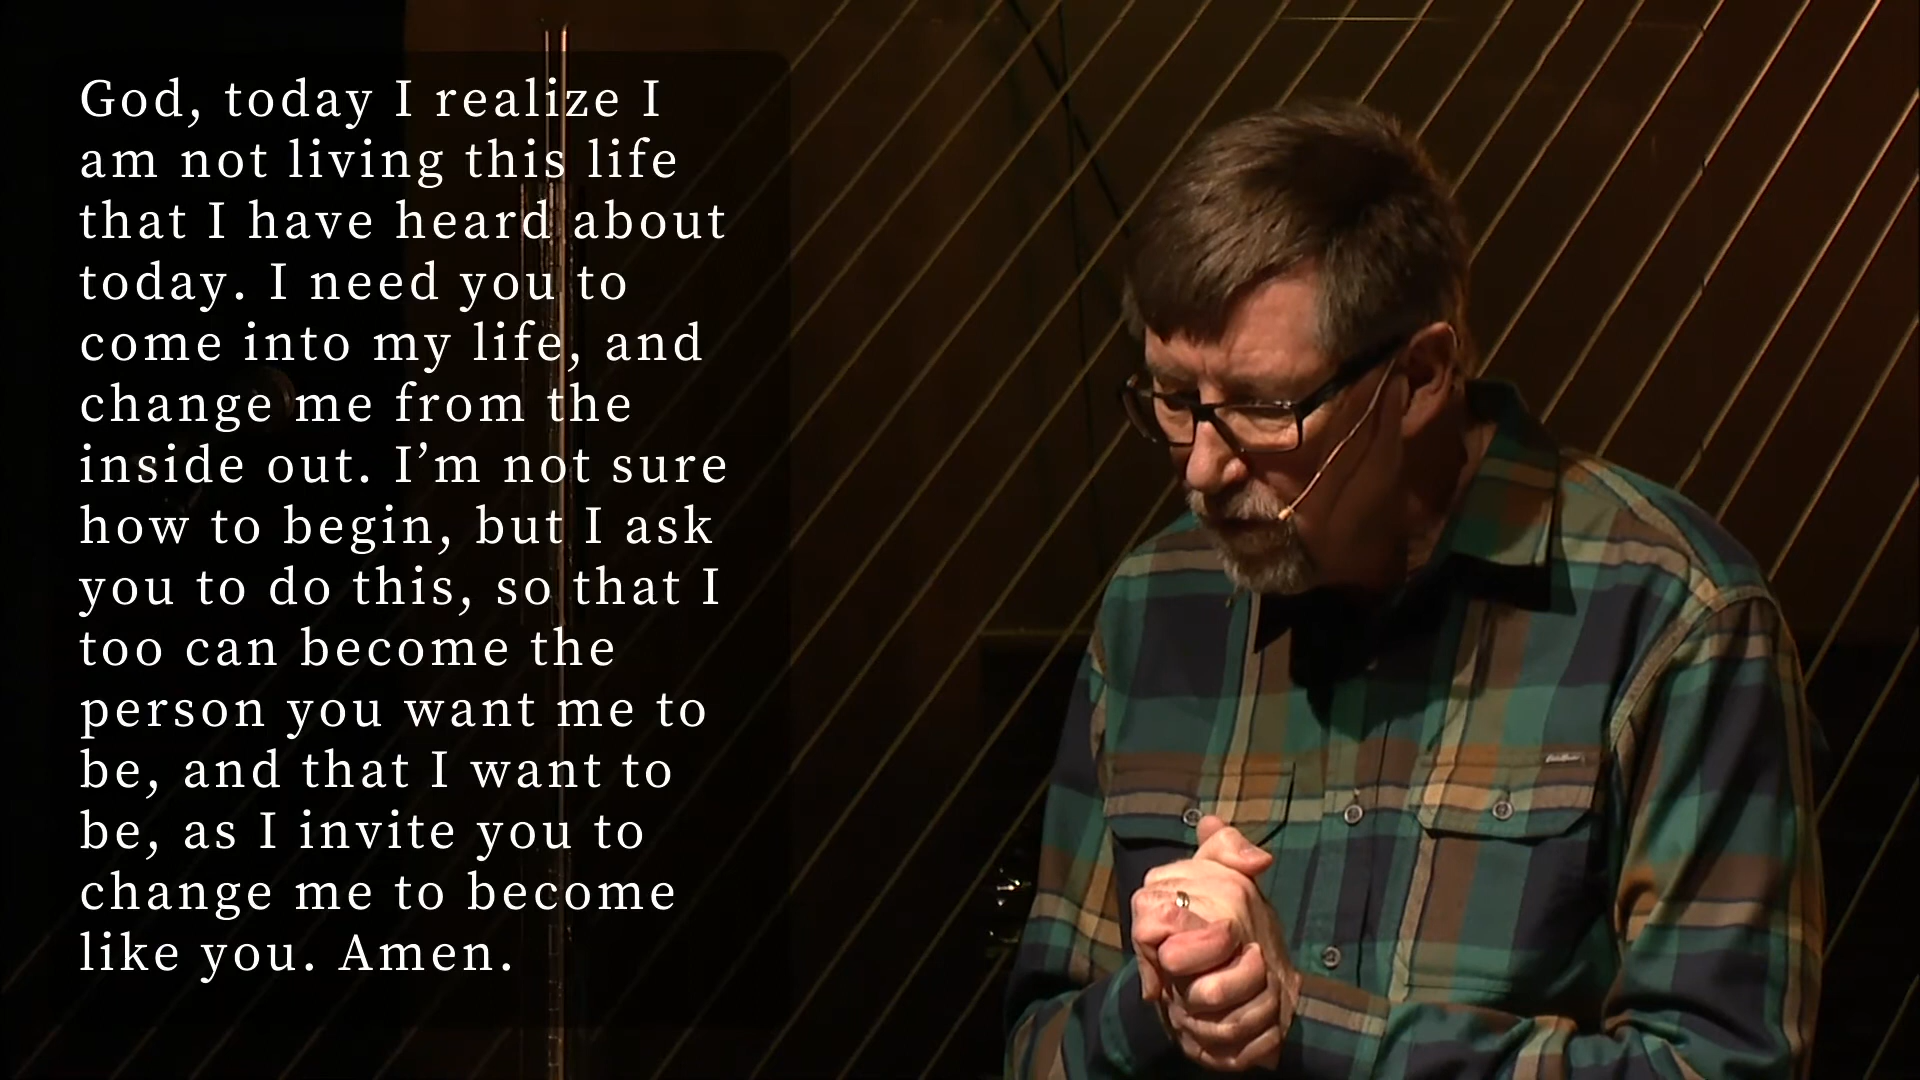 God, today I realize I
am not living this life
that I have heard about
today. I need you to
come into my life, and
change me from the
inside out. I’m not sure
how to begin, but I ask
you to do this, so that I
too can become the
person you want me to
be, and that I want to
be, as I invite you to
change me to become
like you. Amen.